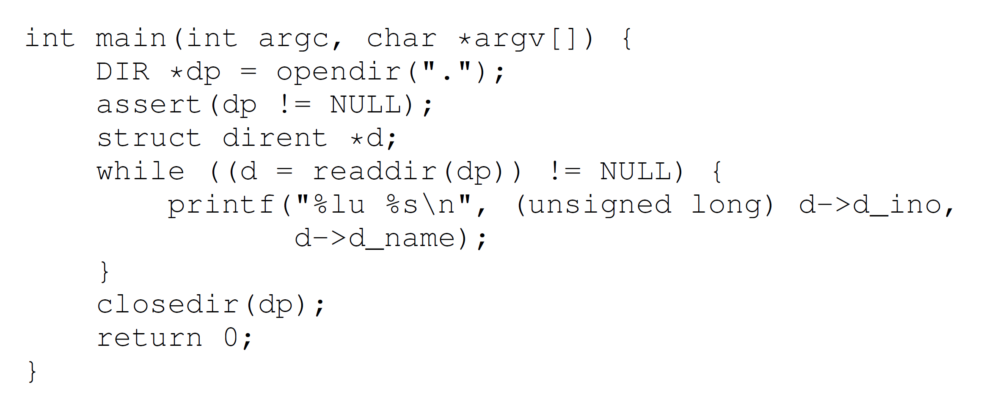 int main(int argc, char *argv[]) {
    DIR *dp = opendir(".");
    assert(dp != NULL);
    struct dirent *d;
    while ((d = readdir(dp)) != NULL) {
        printf("%lu %s\n", (unsigned long) d->d_ino,
               d->d_name);
    }
    closedir(dp);
    return 0;
}